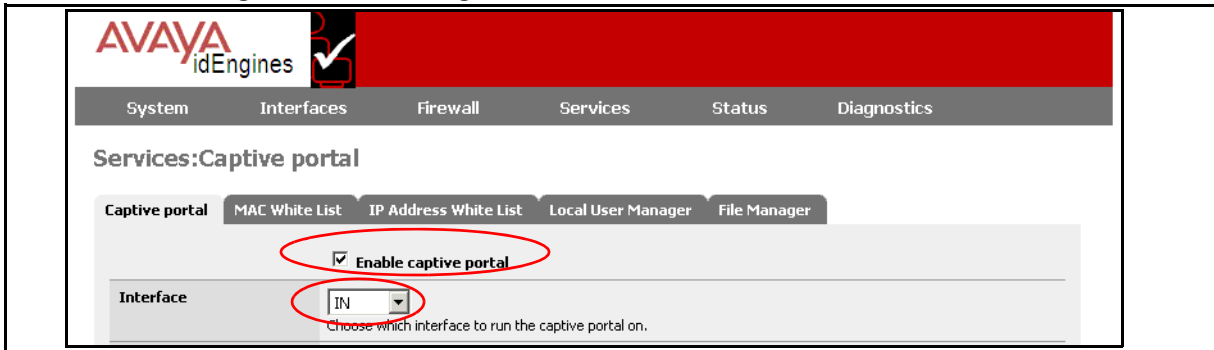 AVAYA
idEngines
System Interfaces Firewall Services Status Diagnostics
Services:Captive portal
Captive portal MAC White List IP Address White List Local User Manager File Manager
Enable captive portal
Interface IN
Choose which interface to run the captive portal on.